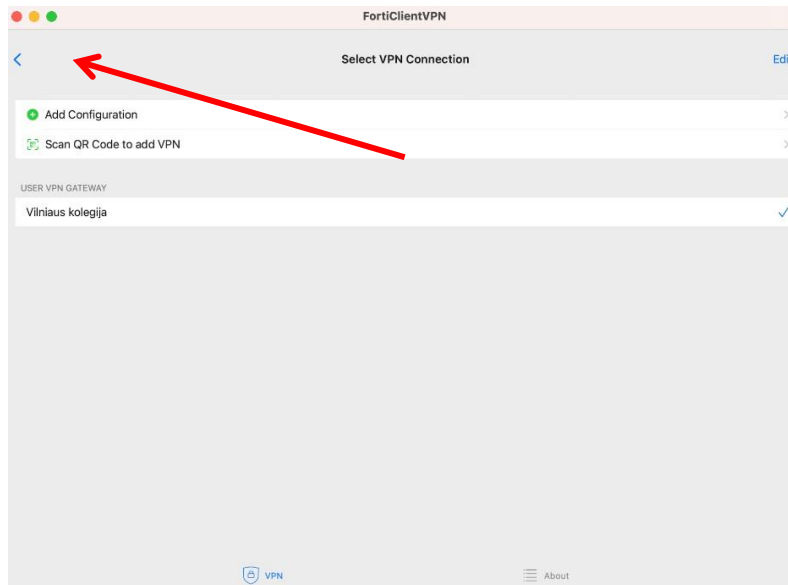 FortiClientVPN
Select VPN Connection
Edi
Add Configuration
Scan QR Code to add VPN
USER VPN GATEWAY
Vilniaus kolegija
VPN
About